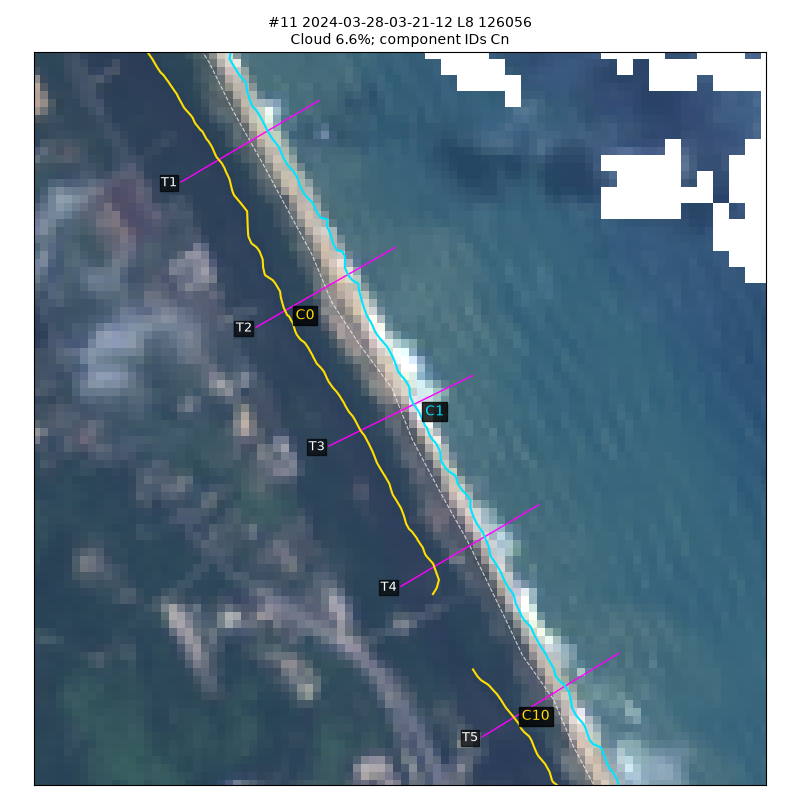 #11 2024-03-28-03-21-12 L8 126056
Cloud 6.6%; component IDs Cn
T1
T2
C0
C1
T3
T4
C10
T5